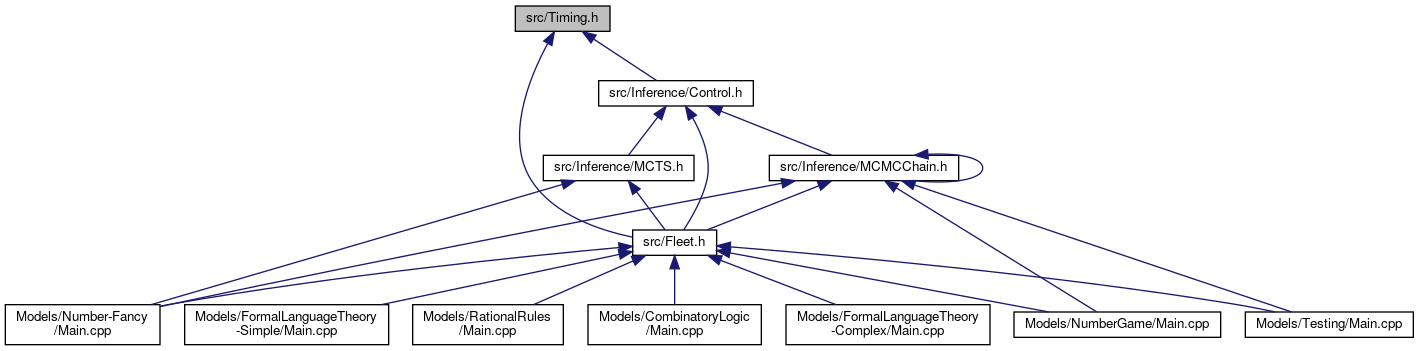 src/Timing.h
src/Inference/Control.h
src/Inference/MCTS.h
src/Inference/MCMCChain.h
src/Fleet.h
Models/Number-Fancy
/Main.cpp
Models/FormalLanguageTheory
-Simple/Main.cpp
Models/RationalRules
/Main.cpp
Models/CombinatoryLogic
/Main.cpp
Models/FormalLanguageTheory
-Complex/Main.cpp
Models/NumberGame/Main.cpp
Models/Testing/Main.cpp